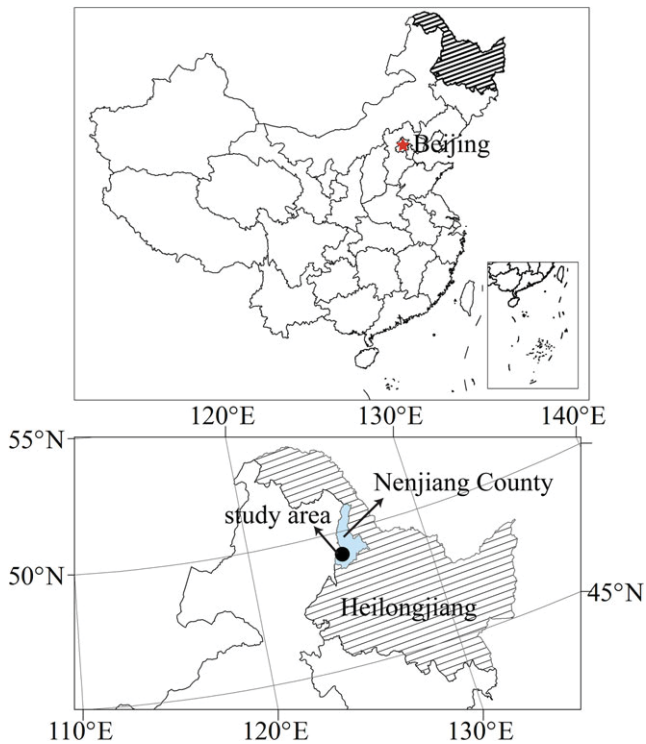 Beijing
120°E 130°E 140°E
55°N
Nenjiang County
study area
50°N
45°N
Heilongjiang
110°E 120°E 130°E